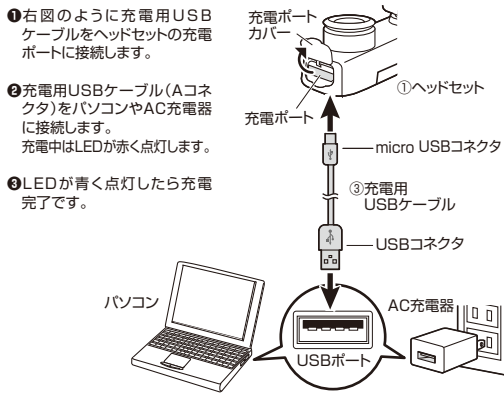 ❶右図のように充電用USB
ケーブルをヘッドセットの充電
ポートに接続します。
❷充電用USBケーブル(Aコネ
クタ)をパソコンやAC充電器
に接続します。
充電中はLEDが赤く点灯します。
❸LEDが青く点灯したら充電
完了です。
充電ポート
カバー
①ヘッドセット
充電ポート
micro USBコネクタ
③充電用
USBケーブル
USBコネクタ
パソコン
AC充電器
USBポート